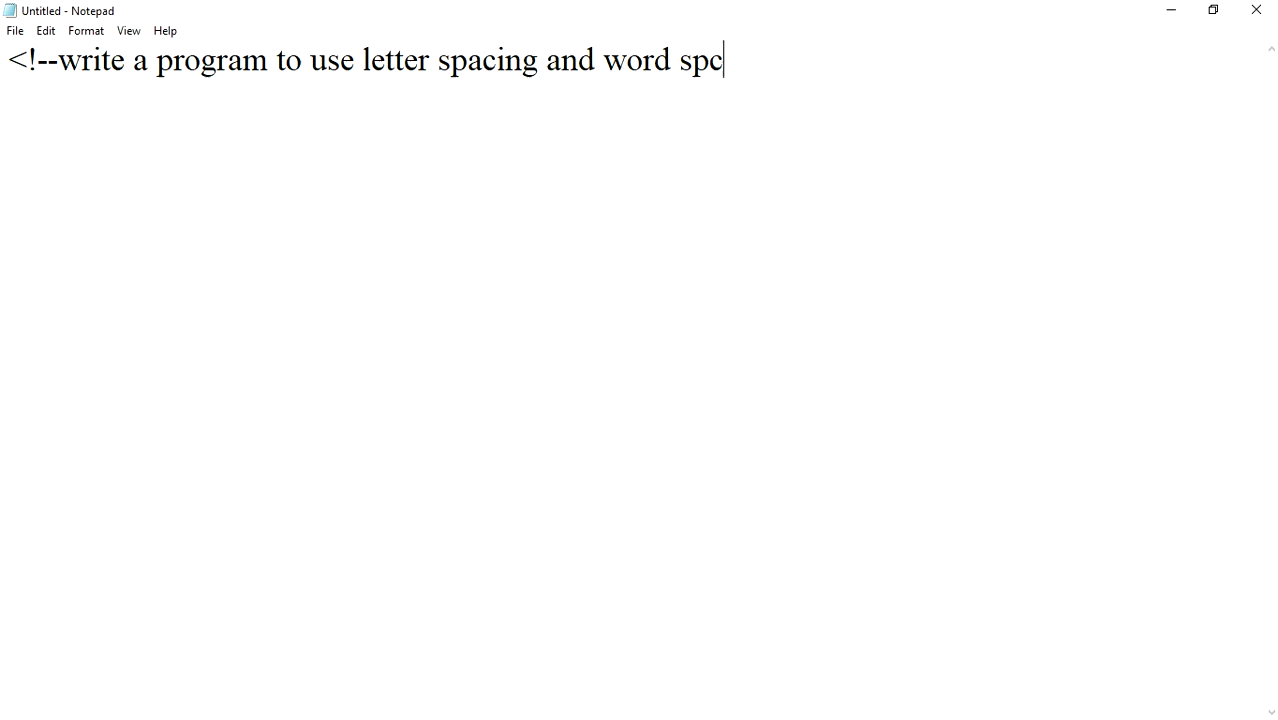 Untitled - Notepad
File Edit Format View Help
<!--write a program to use letter spacing and word spc